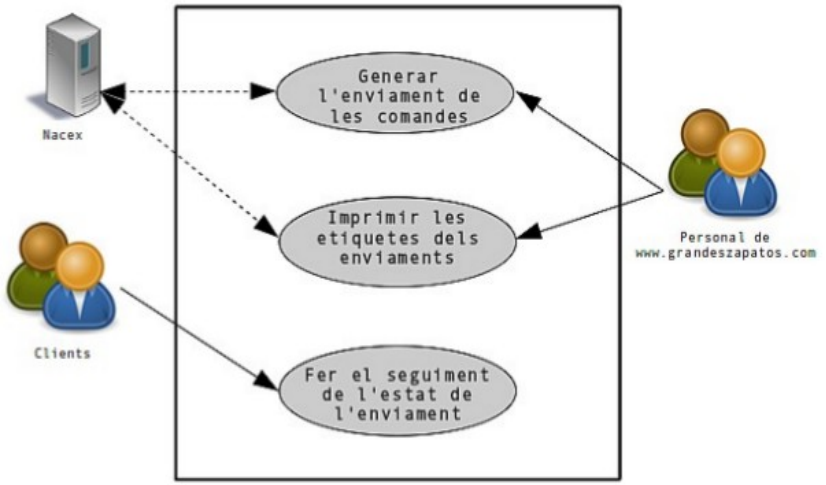 Generar
l'enviament de
les comandes
Nacex
Imprimir les
etiquetes dels
enviaments
Personal de
www.grandeszapatos.com
Clients
Fer el seguiment
de l'estat de
l'enviament